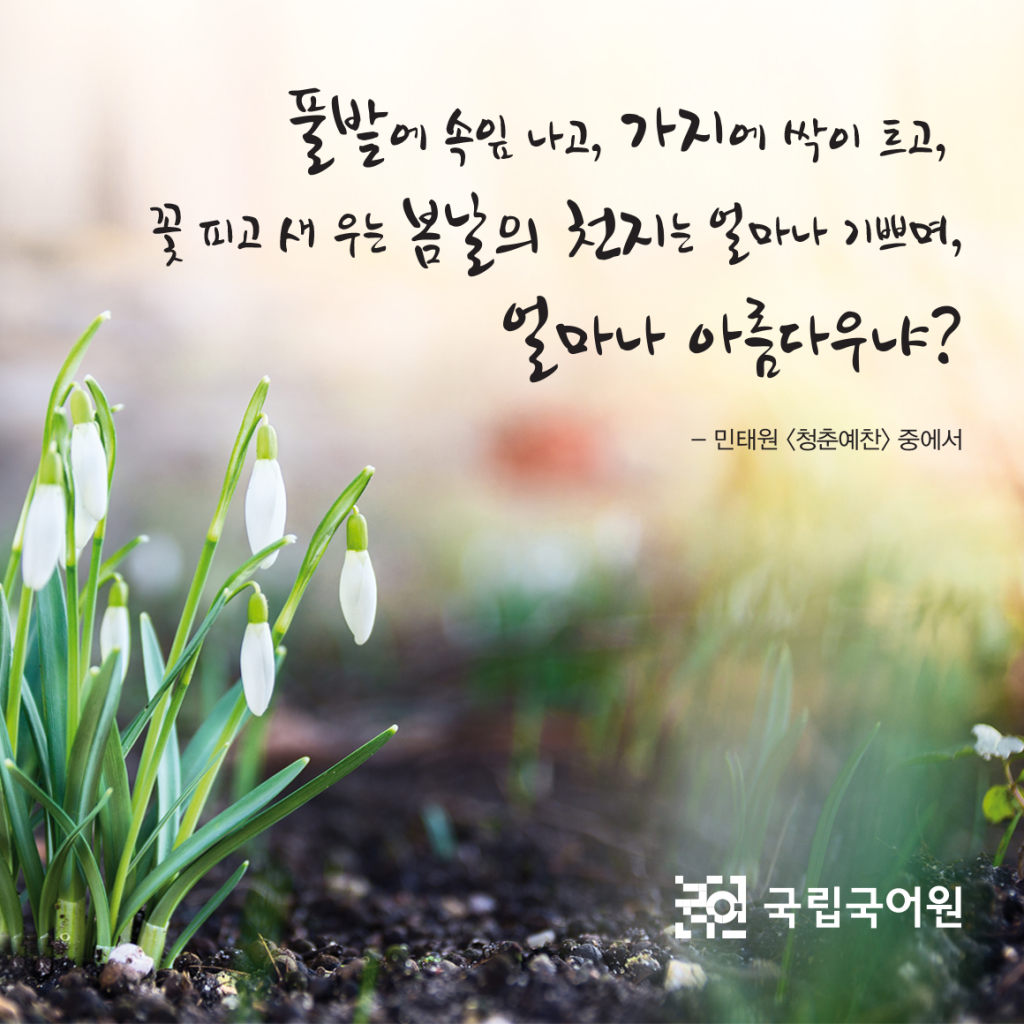 풀밭에 속잎 나고, 가지에 싹이 트고,
꽃 피고 새 우는 봄날의 천지는 얼마나 기쁘며,
얼마나 아름다우냐?
– 민태원 〈청춘예찬〉 중에서
국립국어원